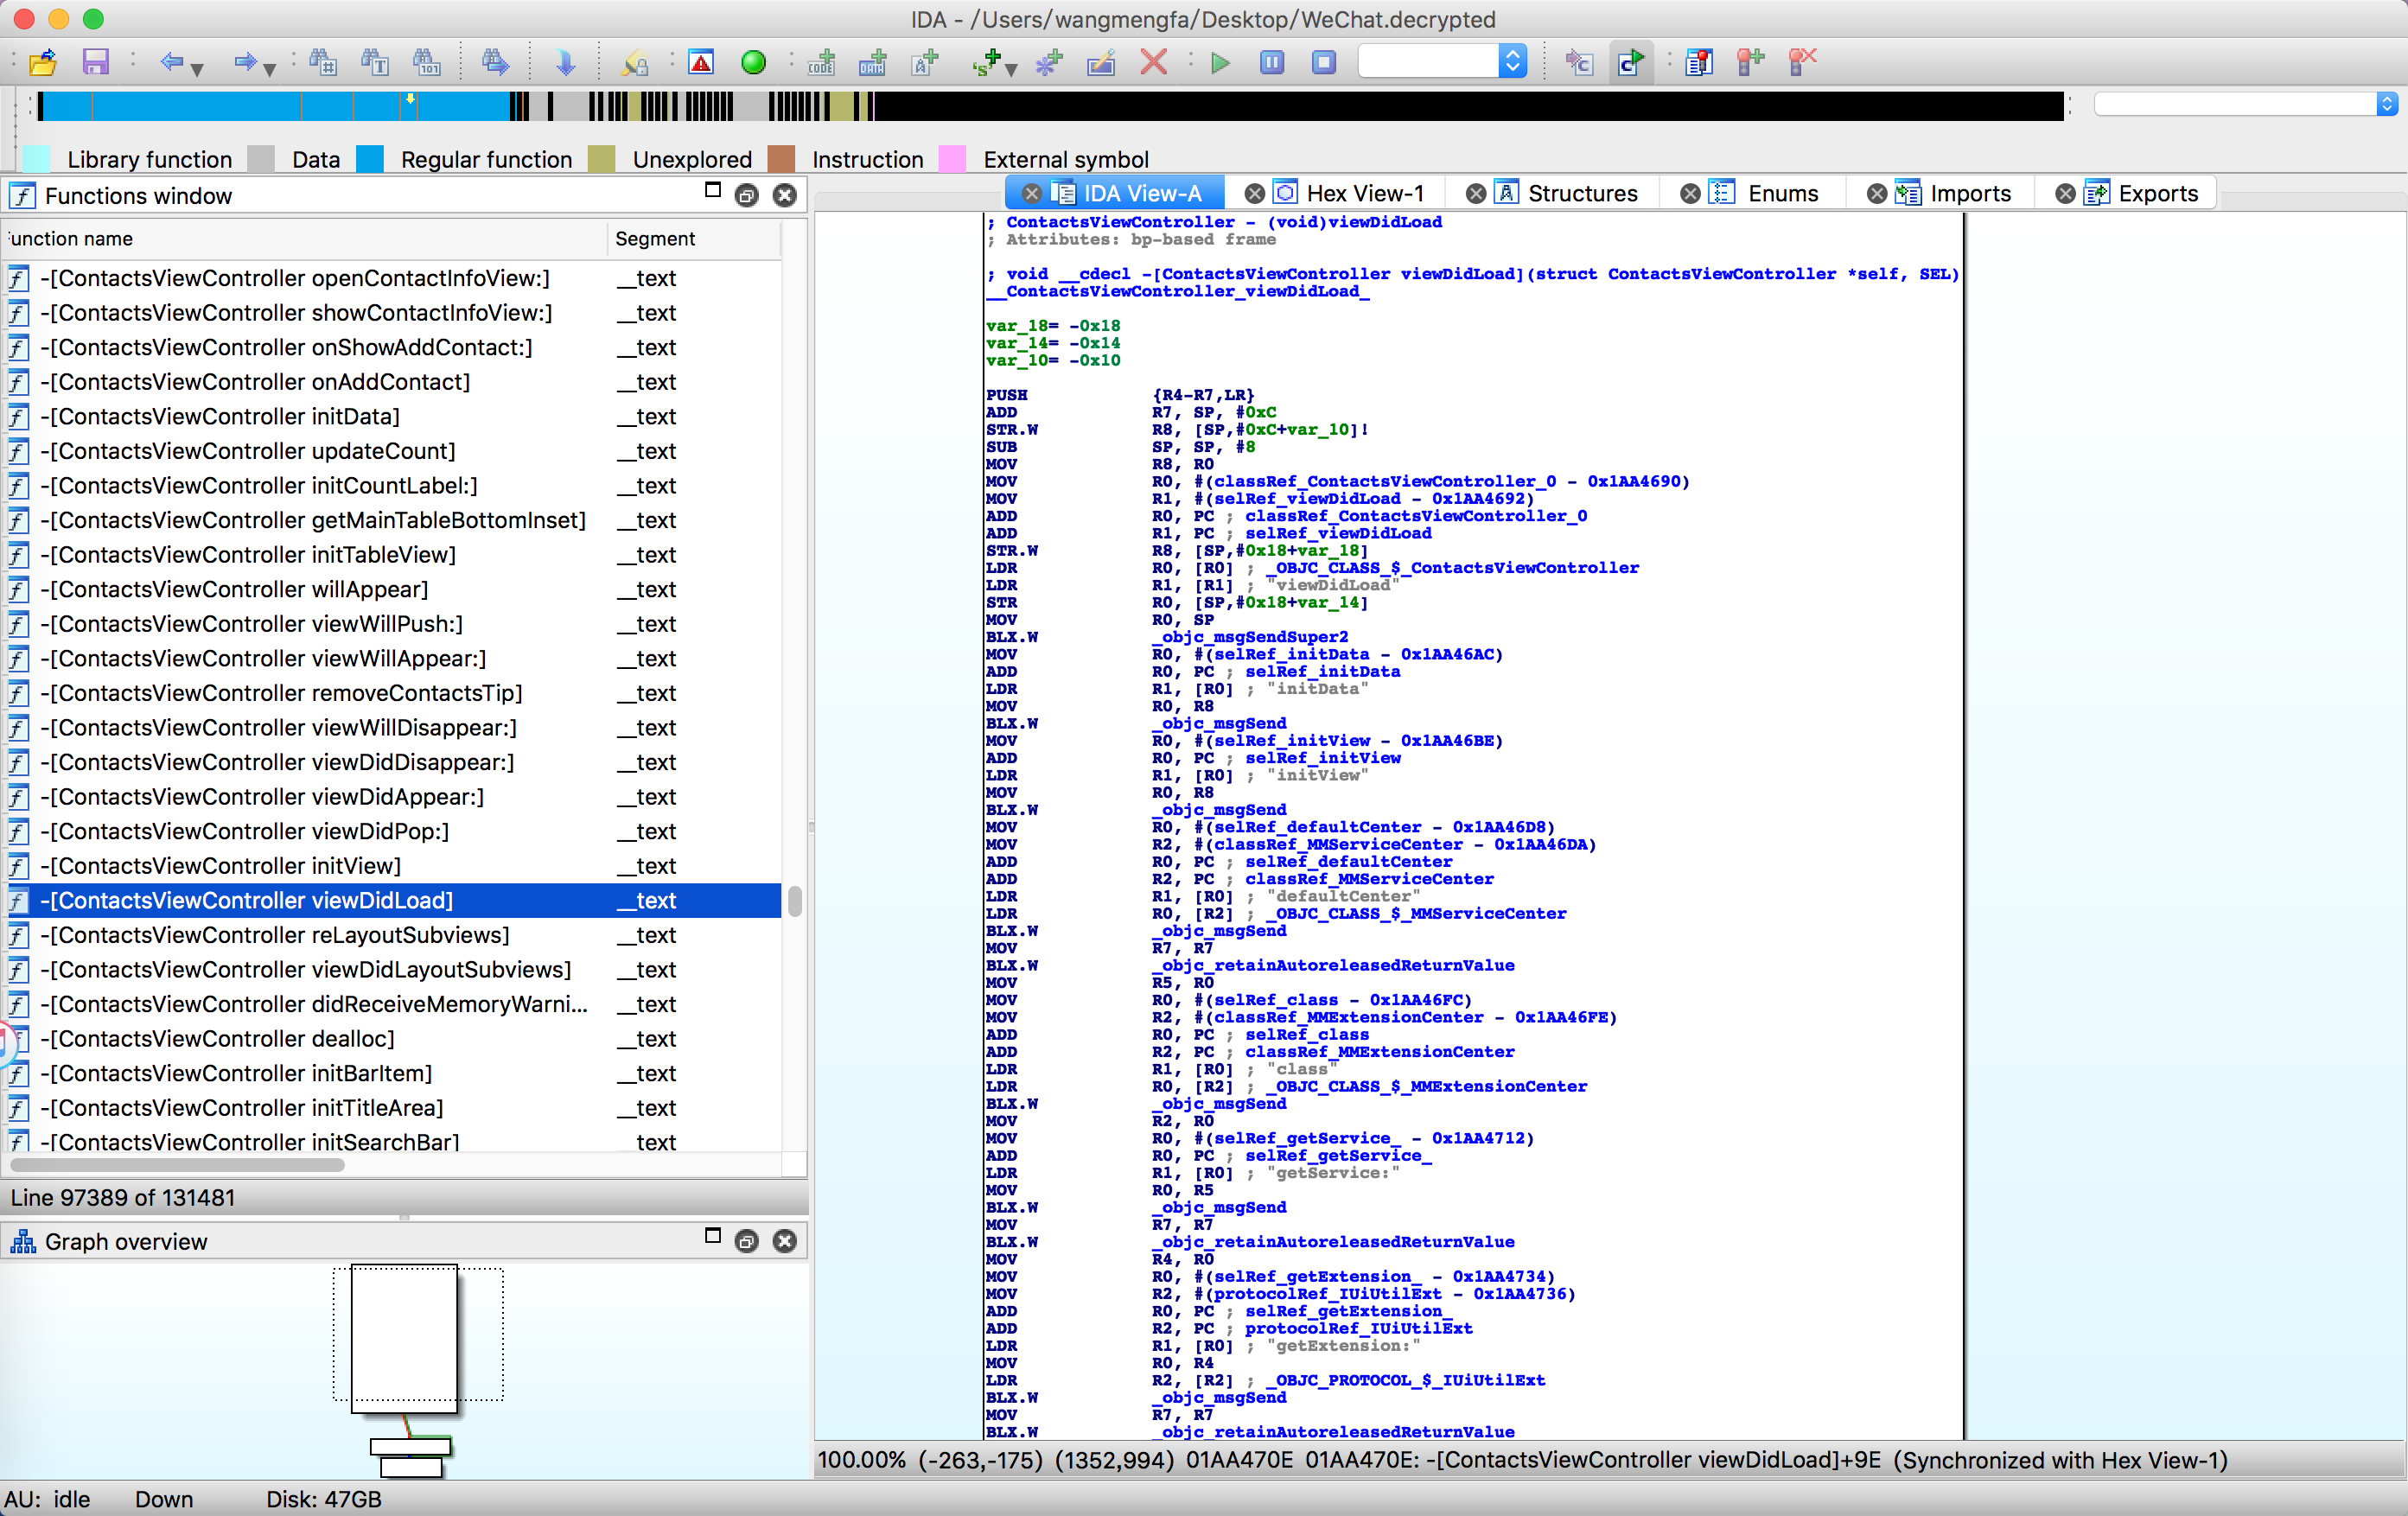 IDA - /Users/wangmengfa/Desktop/WeChat.decrypted
Library function Data Regular function Unexplored Instruction External symbol
Functions window
unction name Segment
-[ContactsViewController openContactInfoView:] __text
-[ContactsViewController showContactInfoView:] __text
-[ContactsViewController onShowAddContact:] __text
-[ContactsViewController onAddContact] __text
-[ContactsViewController initData] __text
-[ContactsViewController updateCount] __text
-[ContactsViewController initCountLabel:] __text
-[ContactsViewController getMainTableBottomInset] __text
-[ContactsViewController initTableView] __text
-[ContactsViewController willAppear] __text
-[ContactsViewController viewWillPush:] __text
-[ContactsViewController viewWillAppear:] __text
-[ContactsViewController removeContactsTip] __text
-[ContactsViewController viewWillDisappear:] __text
-[ContactsViewController viewDidDisappear:] __text
-[ContactsViewController viewDidAppear:] __text
-[ContactsViewController viewDidPop:] __text
-[ContactsViewController initView] __text
-[ContactsViewController viewDidLoad] __text
-[ContactsViewController reLayoutSubviews] __text
-[ContactsViewController viewDidLayoutSubviews] __text
-[ContactsViewController didReceiveMemoryWarni... __text
-[ContactsViewController dealloc] __text
-[ContactsViewController initBarItem] __text
-[ContactsViewController initTitleArea] __text
-[ContactsViewController initSearchBar] __text
Line 97389 of 131481
Graph overview
IDA View-A Hex View-1 Structures Enums Imports Exports
; ContactsViewController - (void)viewDidLoad
; Attributes: bp-based frame
; void __cdecl -[ContactsViewController viewDidLoad](struct ContactsViewController *self, SEL)
__ContactsViewController_viewDidLoad_
var_18= -0x18
var_14= -0x14
var_10= -0x10
PUSH {R4-R7,LR}
ADD R7, SP, #0xC
STR.W R8, [SP,#0xC+var_10]!
SUB SP, SP, #8
MOV R8, R0
MOV R0, #(classRef_ContactsViewController_0 - 0x1AA4690)
MOV R1, #(selRef_viewDidLoad - 0x1AA4692)
ADD R0, PC ; classRef_ContactsViewController_0
ADD R1, PC ; selRef_viewDidLoad
STR.W R8, [SP,#0x18+var_18]
LDR R0, [R0] ; _OBJC_CLASS_$_ContactsViewController
LDR R1, [R1] ; "viewDidLoad"
STR R0, [SP,#0x18+var_14]
MOV R0, SP
BLX.W _objc_msgSendSuper2
MOV R0, #(selRef_initData - 0x1AA46AC)
ADD R0, PC ; selRef_initData
LDR R1, [R0] ; "initData"
MOV R0, R8
BLX.W _objc_msgSend
MOV R0, #(selRef_initView - 0x1AA46BE)
ADD R0, PC ; selRef_initView
LDR R1, [R0] ; "initView"
MOV R0, R8
BLX.W _objc_msgSend
MOV R0, #(selRef_defaultCenter - 0x1AA46D8)
MOV R2, #(classRef_MMServiceCenter - 0x1AA46DA)
ADD R0, PC ; selRef_defaultCenter
ADD R2, PC ; classRef_MMServiceCenter
LDR R1, [R0] ; "defaultCenter"
LDR R0, [R2] ; _OBJC_CLASS_$_MMServiceCenter
BLX.W _objc_msgSend
MOV R7, R7
BLX.W _objc_retainAutoreleasedReturnValue
MOV R5, R0
MOV R0, #(selRef_class - 0x1AA46FC)
MOV R2, #(classRef_MMExtensionCenter - 0x1AA46FE)
ADD R0, PC ; selRef_class
ADD R2, PC ; classRef_MMExtensionCenter
LDR R1, [R0] ; "class"
LDR R0, [R2] ; _OBJC_CLASS_$_MMExtensionCenter
BLX.W _objc_msgSend
MOV R2, R0
MOV R0, #(selRef_getService_ - 0x1AA4712)
ADD R0, PC ; selRef_getService_
LDR R1, [R0] ; "getService:"
MOV R0, R5
BLX.W _objc_msgSend
MOV R7, R7
BLX.W _objc_retainAutoreleasedReturnValue
MOV R4, R0
MOV R0, #(selRef_getExtension_ - 0x1AA4734)
MOV R2, #(protocolRef_IUiUtilExt - 0x1AA4736)
ADD R0, PC ; selRef_getExtension_
ADD R2, PC ; protocolRef_IUiUtilExt
LDR R1, [R0] ; "getExtension:"
MOV R0, R4
LDR R2, [R2] ; _OBJC_PROTOCOL_$_IUiUtilExt
BLX.W _objc_msgSend
MOV R7, R7
BLX.W _objc_retainAutoreleasedReturnValue
100.00% (-263,-175) (1352,994) 01AA470E 01AA470E: -[ContactsViewController viewDidLoad]+9E (Synchronized with Hex View-1)
AU: idle Down Disk: 47GB